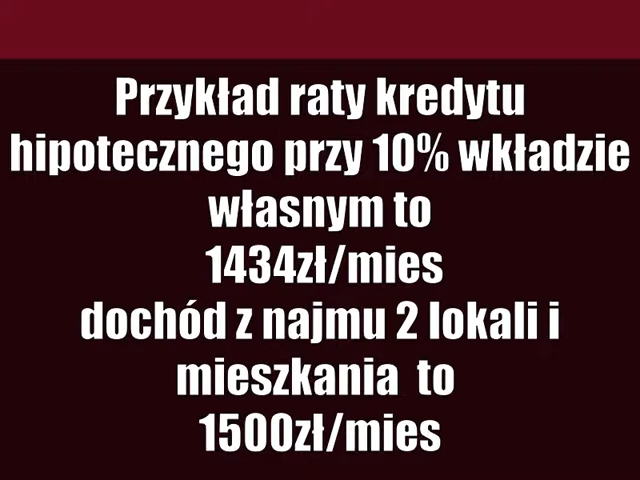 Przykład raty kredytu
hipotecznego przy 10% wkładzie
własnym to
1434zł/mies
dochód z najmu 2 lokali i
mieszkania to
1500zł/mies